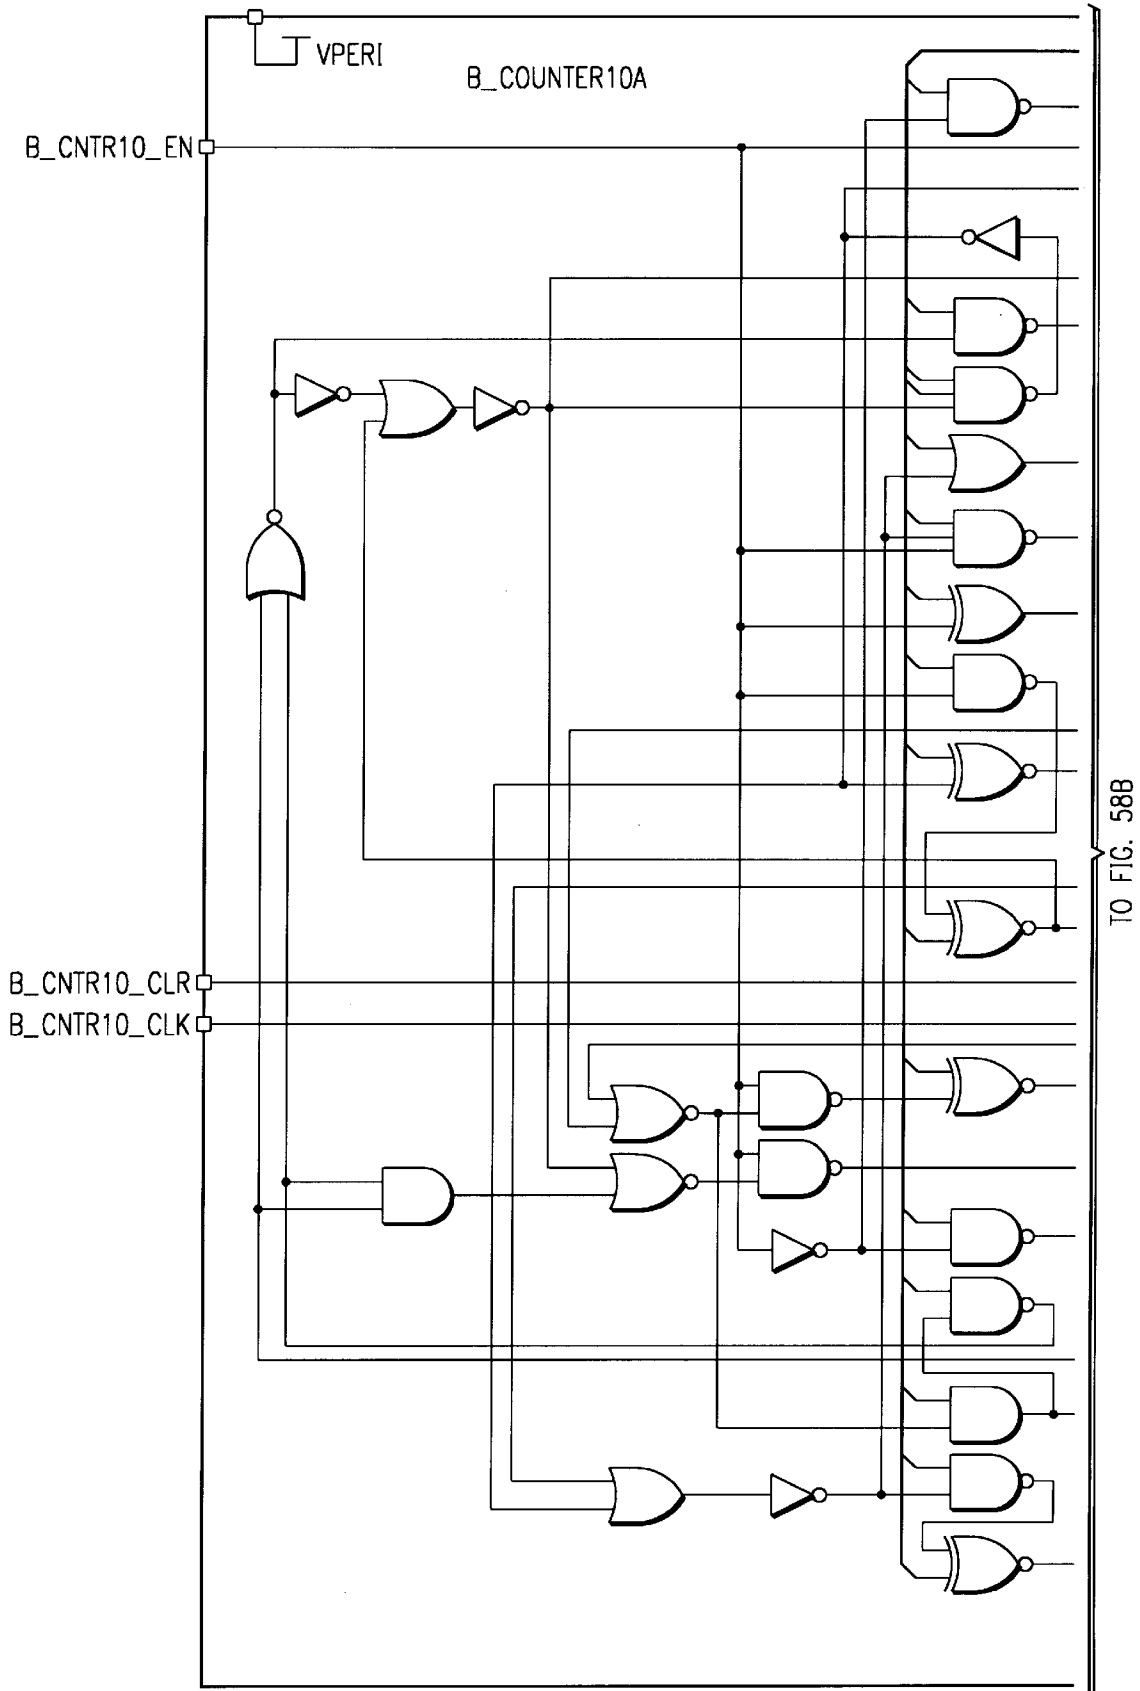 VPERI
B_COUNTER10A
B_CNTR10_EN
TO FIG. 58B
B_CNTR10_CLR
B_CNTR10_CLK